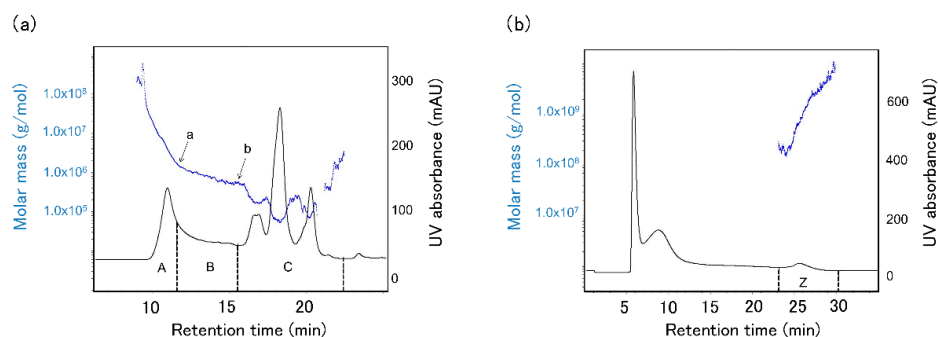 (a)
Molar mass (g/mol)
1.0x10⁸
1.0x10⁷
1.0x10⁶
1.0x10⁵
a
b
A
B
C
300
200
100
0
UV absorbance (mAU)
10
15
20
Retention time (min)
(b)
Molar mass (g/mol)
1.0x10⁹
1.0x10⁸
1.0x10⁷
Z
600
400
200
0
UV absorbance (mAU)
5
10
15
20
25
30
Retention time (min)